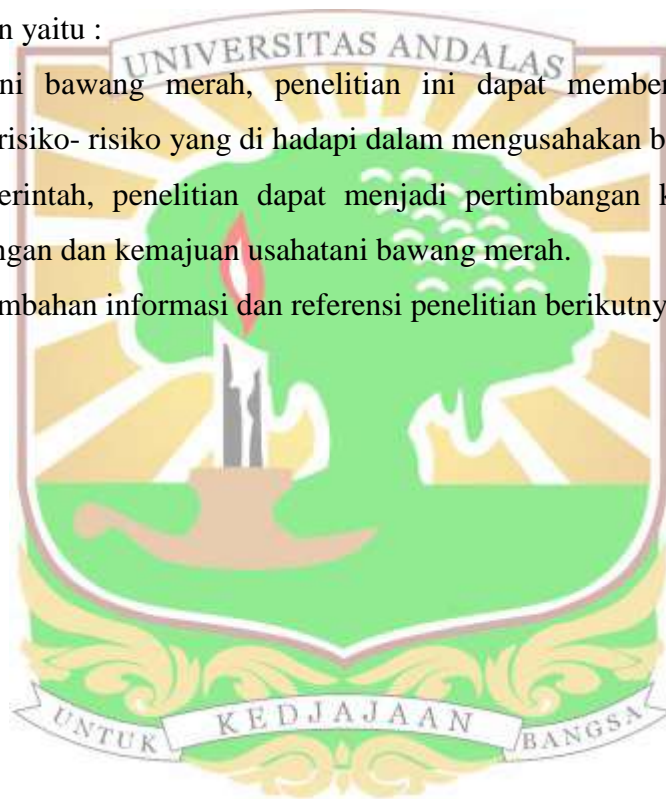 n yaitu :
UNIVERSITAS ANDALAS
ni bawang merah, penelitian ini dapat member
risiko- risiko yang di hadapi dalam mengusahakan b
erintah, penelitian dapat menjadi pertimbangan k
ngan dan kemajuan usahatani bawang merah.
mbahan informasi dan referensi penelitian berikutny
UNTUK KEDJAJAAN BANGSA